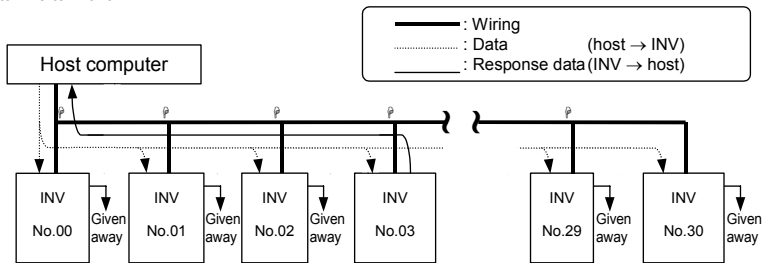 : Wiring
: Data (host → INV)
: Response data (INV → host)
Host computer
INV
No.00
Given
away
INV
No.01
Given
away
INV
No.02
Given
away
INV
No.03
Given
away
INV
No.29
Given
away
INV
No.30
Given
away